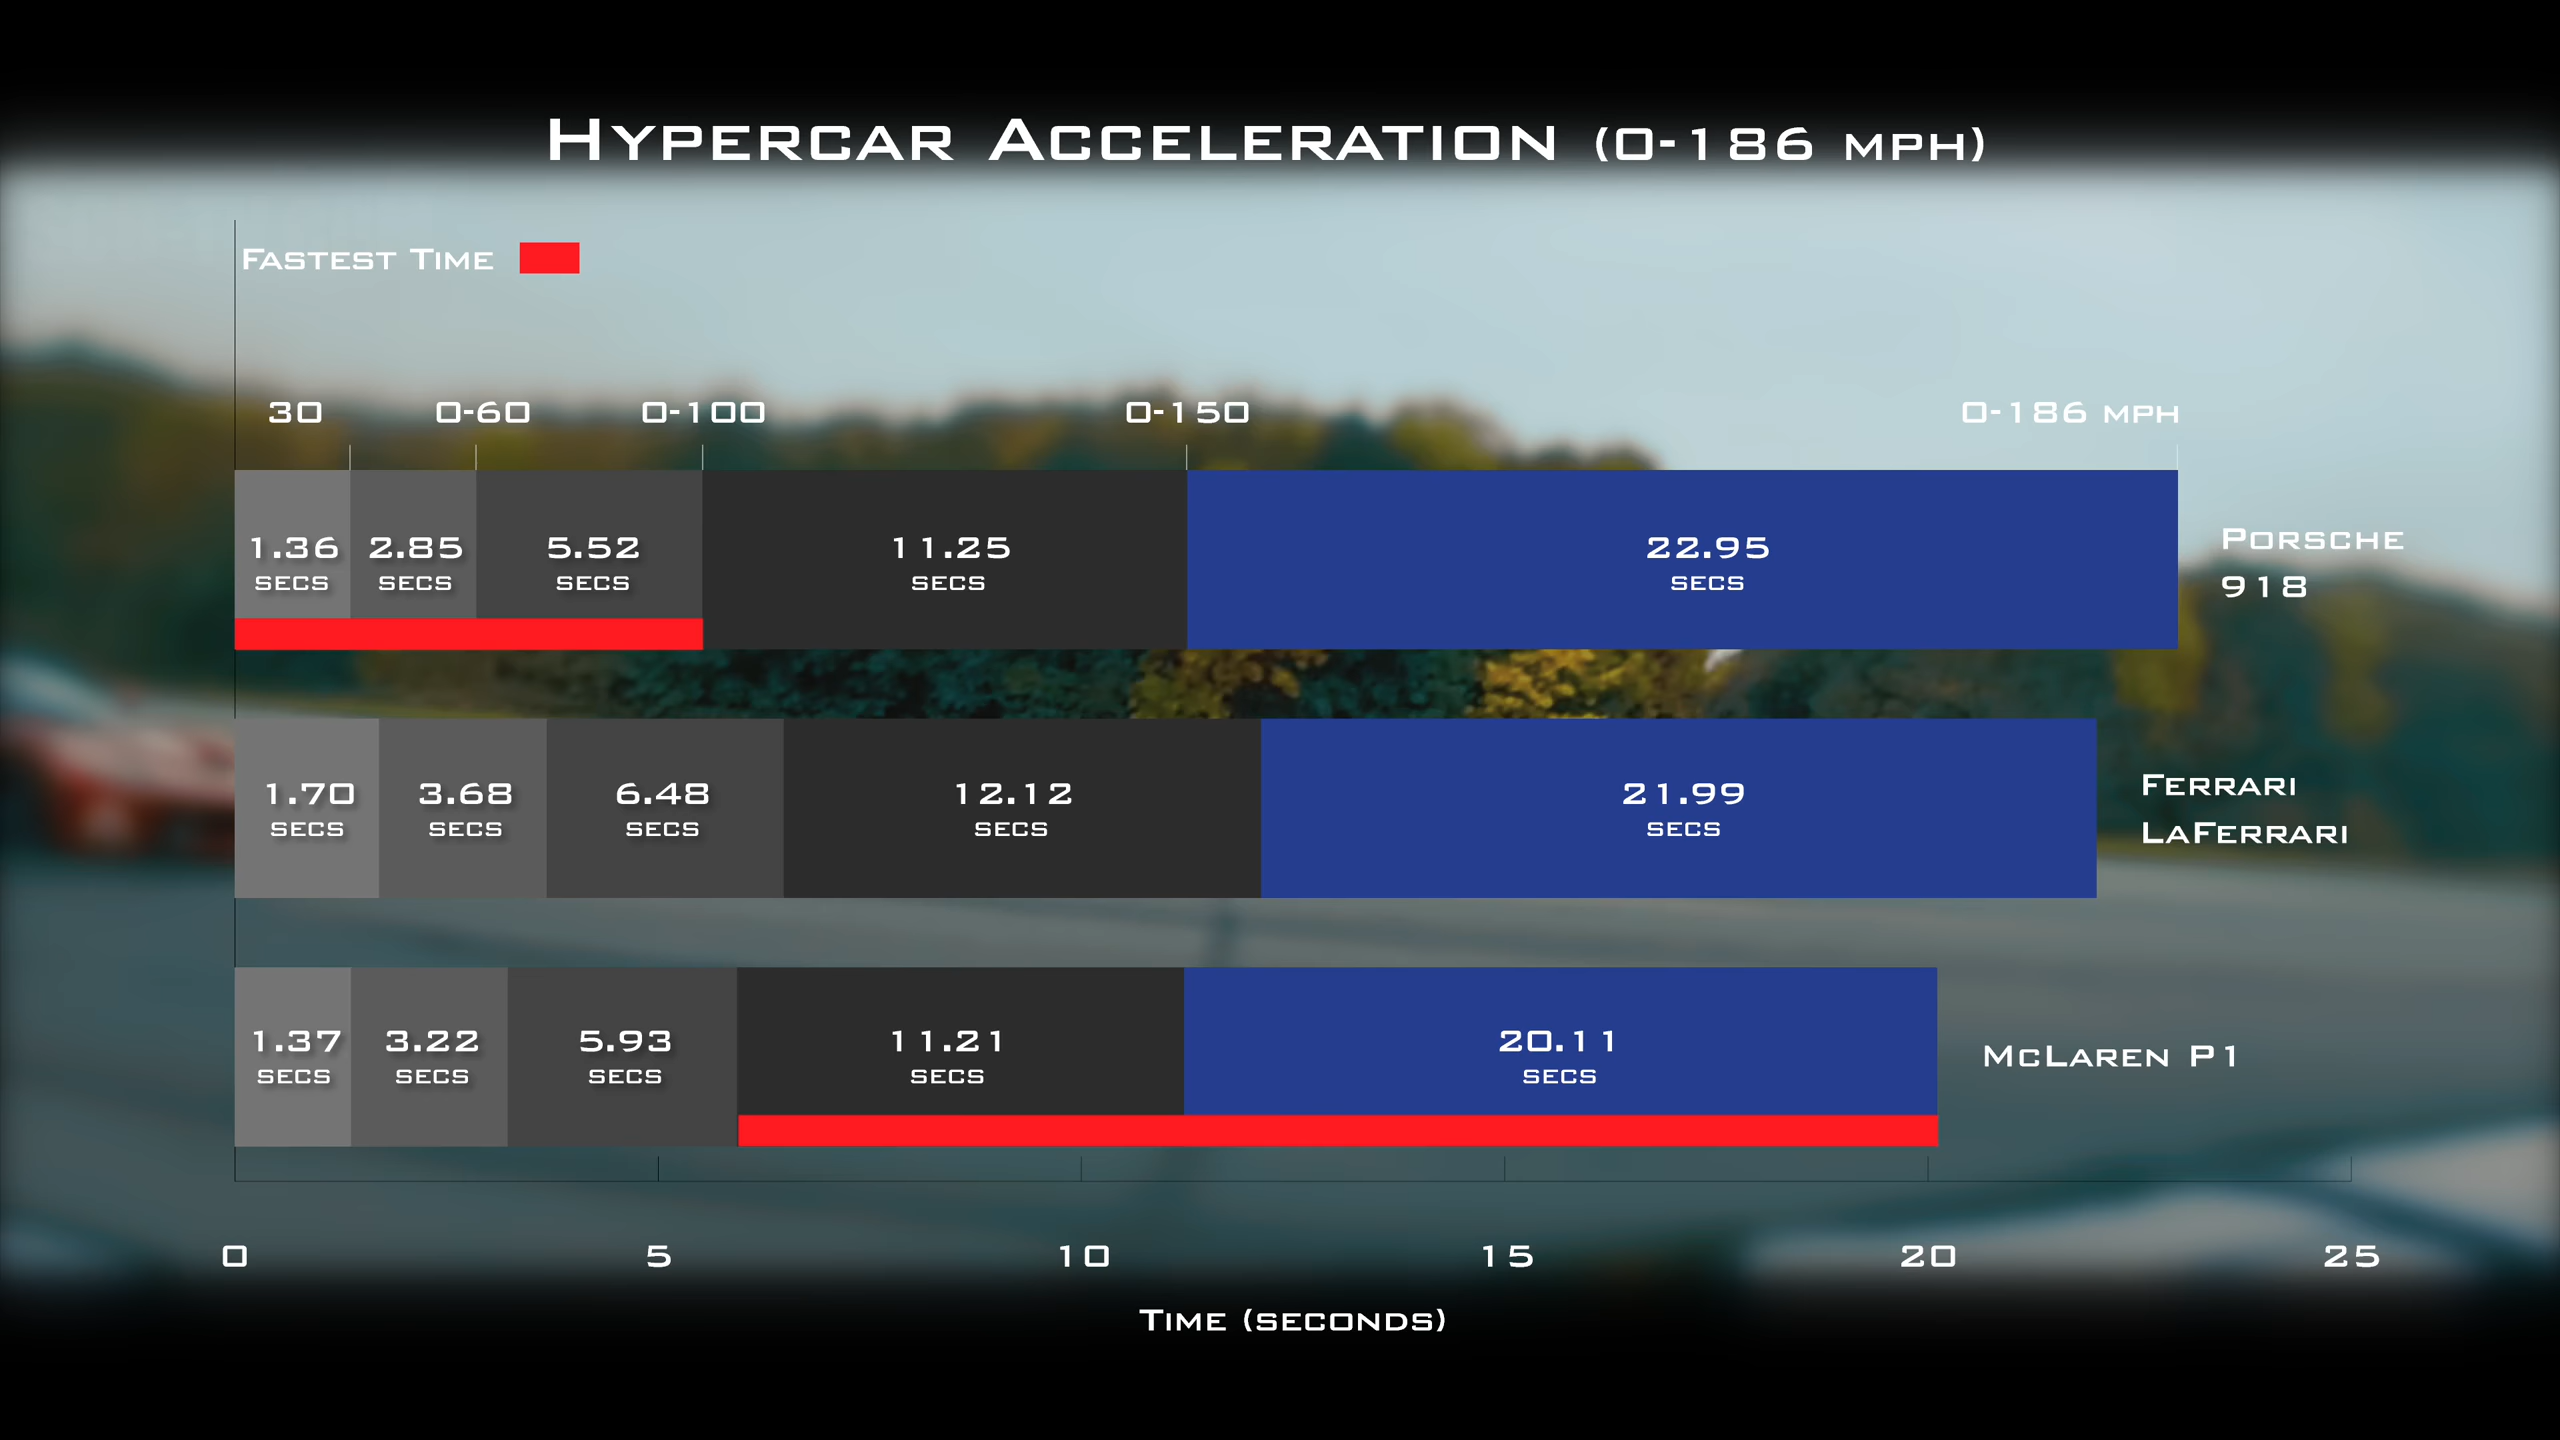 Hypercar Acceleration (0-186 mph)
Fastest Time
30 0-60 0-100 0-150 0-186 mph
1.36 2.85 5.52 11.25 22.95
secs secs secs secs secs
Porsche
918
1.70 3.68 6.48 12.12 21.99
secs secs secs secs secs
Ferrari
LaFerrari
1.37 3.22 5.93 11.21 20.11
secs secs secs secs secs
McLaren P1
0 5 10 15 20 25
Time (seconds)